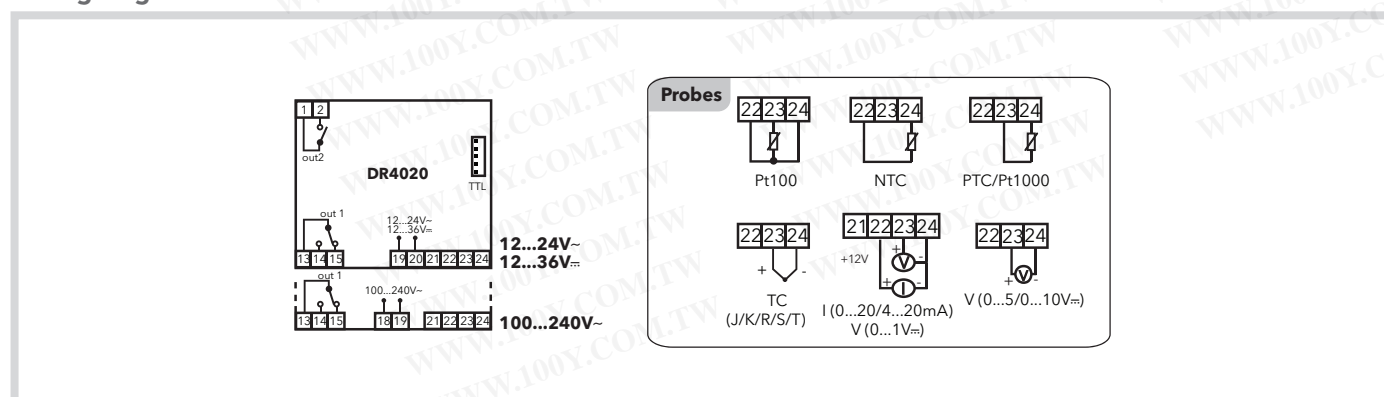 DR4020
1 2
out2
TTL
out 1
12...24V~
12...36V⎓
13 14 15
19 20 21 22 23 24
12...24V~
12...36V⎓
out 1
100...240V~
13 14 15
18 19
21 22 23 24
100...240V~
Probes
22 23 24
Pt100
22 23 24
NTC
22 23 24
PTC/Pt1000
22 23 24
+ -
TC
(J/K/R/S/T)
21 22 23 24
+12V
+ V -
+ I -
I (0...20/4...20mA)
V (0...1V⎓)
22 23 24
+ V -
V (0...5/0...10V⎓)
WWW.100Y.COM.TW